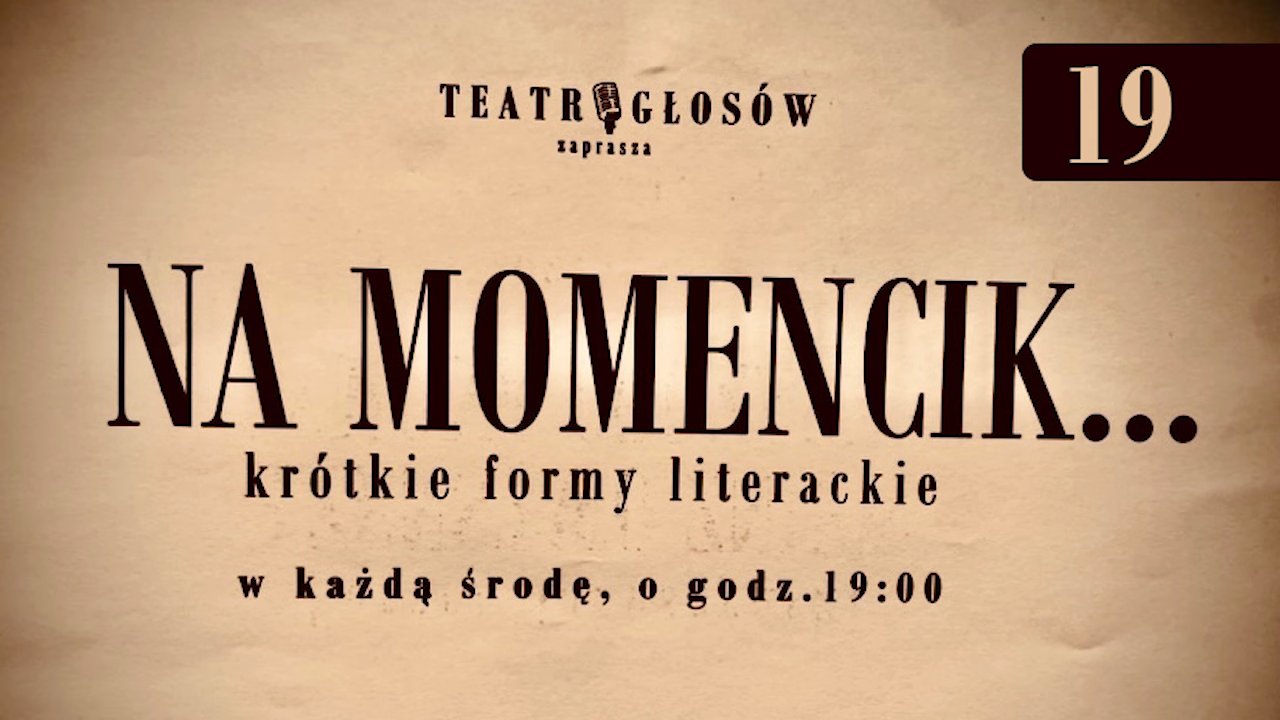 TEATR GŁOSÓW
zaprasza
19
NA MOMENCIK...
krótkie formy literackie
w każdą środę, o godz.19:00